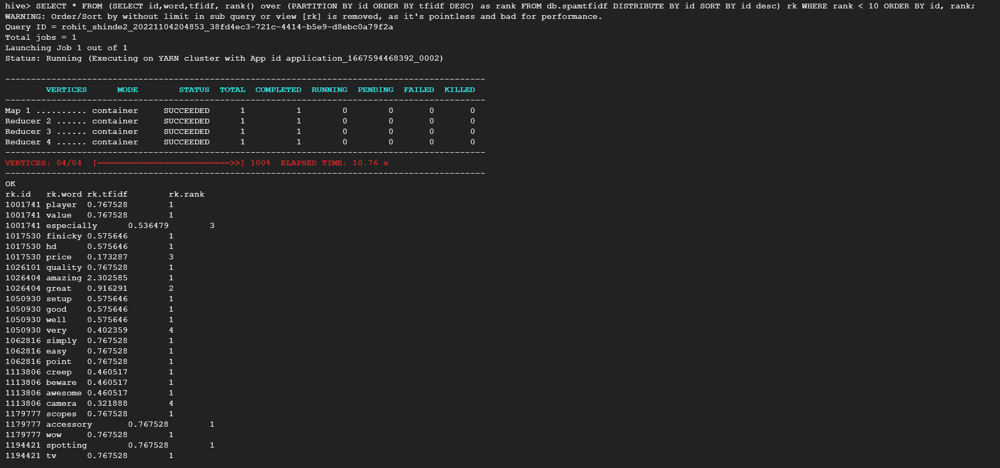 hive> SELECT * FROM (SELECT id,word,tfidf, rank() over (PARTITION BY id ORDER BY tfidf DESC) as rank FROM db.spamtfidf DISTRIBUTE BY id SORT BY id desc) rk WHERE rank < 10 ORDER BY id, rank;
WARNING: Order/Sort by without limit in sub query or view [rk] is removed, as it's pointless and bad for performance.
Query ID = rohit_shinde2_20221104204853_38fd4ec3-721c-4414-b5e9-d8ebc0a79f2a
Total jobs = 1
Launching Job 1 out of 1
Status: Running (Executing on YARN cluster with App id application_1667594468392_0002)

----------------------------------------------------------------------------------------------
        VERTICES      MODE        STATUS  TOTAL  COMPLETED  RUNNING  PENDING  FAILED  KILLED
----------------------------------------------------------------------------------------------
Map 1 .......... container     SUCCEEDED      1          1        0        0       0       0
Reducer 2 ...... container     SUCCEEDED      1          1        0        0       0       0
Reducer 3 ...... container     SUCCEEDED      1          1        0        0       0       0
Reducer 4 ...... container     SUCCEEDED      1          1        0        0       0       0
----------------------------------------------------------------------------------------------
VERTICES: 04/04  [==========================>>] 100%  ELAPSED TIME: 10.76 s
----------------------------------------------------------------------------------------------
OK
rk.id   rk.word rk.tfidf        rk.rank
1001741 player  0.767528        1
1001741 value   0.767528        1
1001741 especially      0.536479        3
1017530 finicky 0.575646        1
1017530 hd      0.575646        1
1017530 price   0.173287        3
1026101 quality 0.767528        1
1026404 amazing 2.302585        1
1026404 great   0.916291        2
1050930 setup   0.575646        1
1050930 good    0.575646        1
1050930 well    0.575646        1
1050930 very    0.402359        4
1062816 simply  0.767528        1
1062816 easy    0.767528        1
1062816 point   0.767528        1
1113806 creep   0.460517        1
1113806 beware  0.460517        1
1113806 awesome 0.460517        1
1113806 camera  0.321888        4
1179777 scopes  0.767528        1
1179777 accessory       0.767528        1
1179777 wow     0.767528        1
1194421 spotting        0.767528        1
1194421 tv      0.767528        1